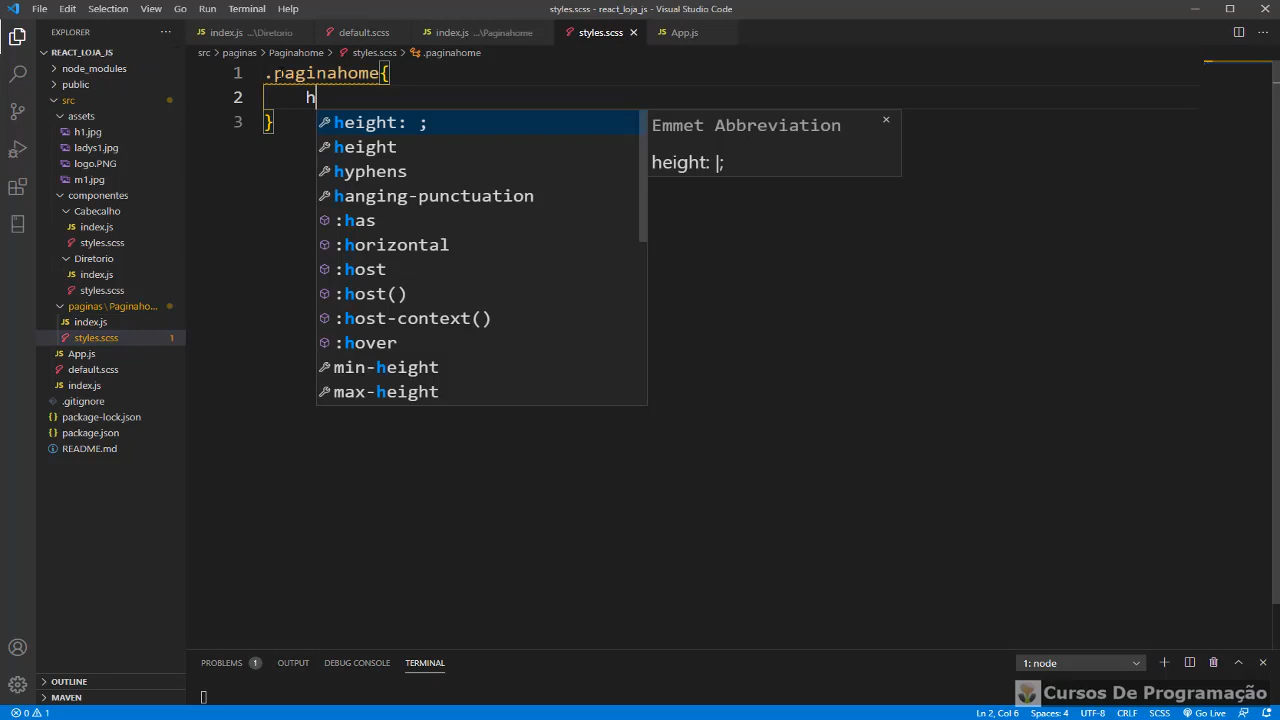 File Edit Selection View Go Run Terminal Help
styles.scss - react_loja_js - Visual Studio Code
EXPLORER
REACT_LOJA_JS
node_modules
public
src
assets
h1.jpg
ladys1.jpg
logo.PNG
m1.jpg
componentes
Cabecalho
index.js
styles.scss
Diretorio
index.js
styles.scss
paginas \ Paginaho...
index.js
styles.scss 1
App.js
default.scss
index.js
.gitignore
package-lock.json
package.json
README.md
OUTLINE
MAVEN
index.js ...\Diretorio
default.scss
index.js ...\Paginahome
styles.scss
App.js
src > paginas > Paginahome > styles.scss > .paginahome
1 .paginahome{
2 h
3 }
height: ;
height
hyphens
hanging-punctuation
:has
:horizontal
:host
:host()
:host-context()
:hover
min-height
max-height
Emmet Abbreviation
height: |;
PROBLEMS 1 OUTPUT DEBUG CONSOLE TERMINAL
1: node
Cursos De Programação
0 1
Ln 2, Col 6 Spaces: 4 UTF-8 CRLF SCSS Go Live